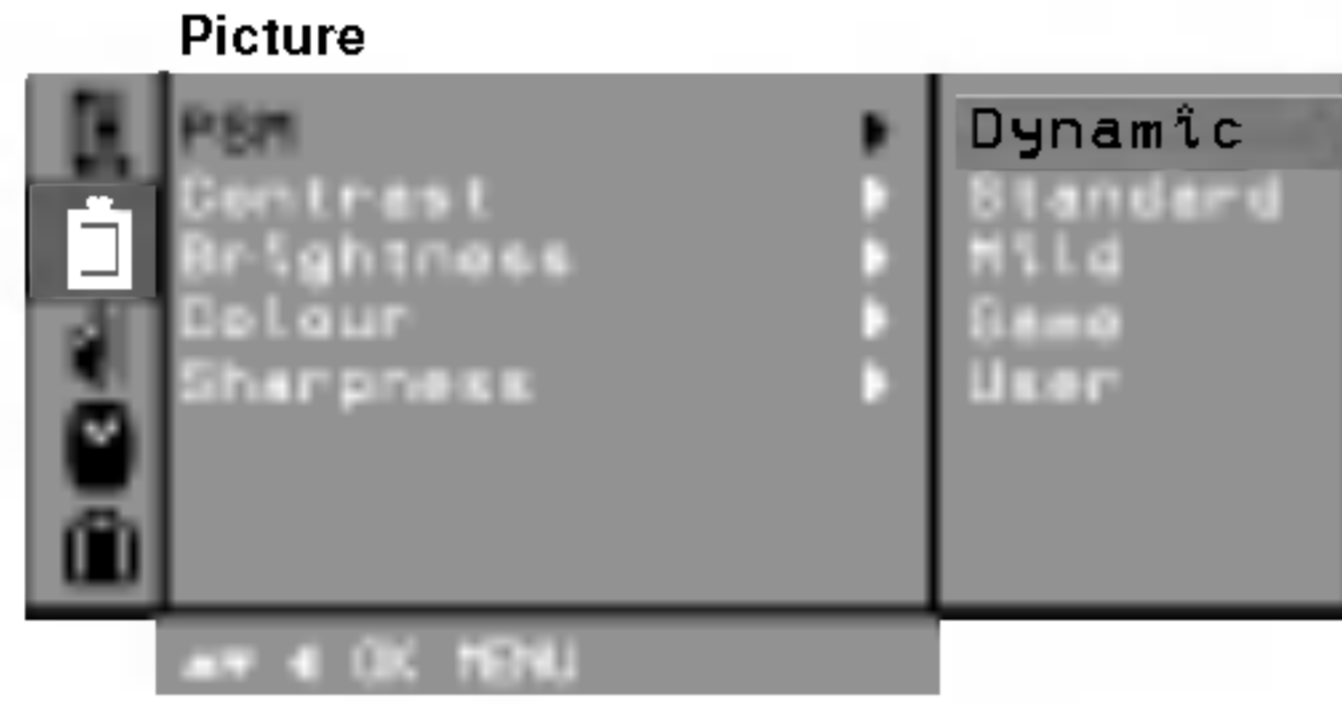 Picture
PSM
Contrast
Brightness
Colour
Sharpness
Dynamic
Standard
Mild
Game
User
OK MENU